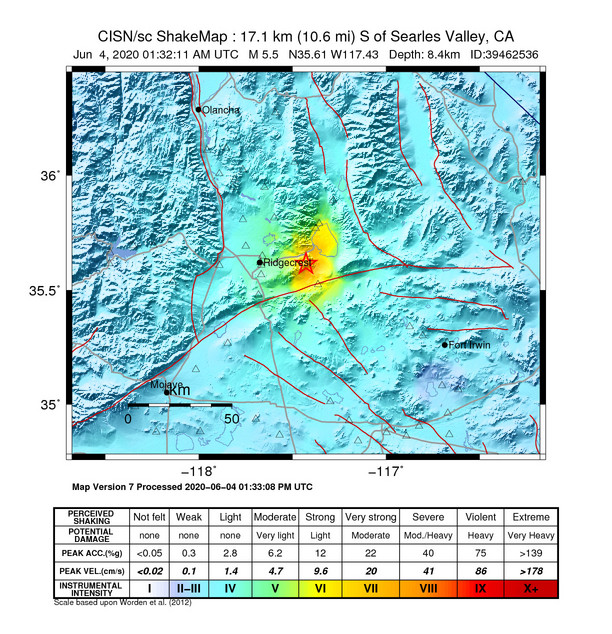 CISN/sc ShakeMap : 17.1 km (10.6 mi) S of Searles Valley, CA
Jun 4, 2020 01:32:11 AM UTC M 5.5 N35.61 W117.43 Depth: 8.4km ID:39462536
Olancha
36°
Ridgecrest
35.5°
Fort Irwin
Mojave
km
35°
0 50
−118° −117°
Map Version 7 Processed 2020−06−04 01:33:08 PM UTC
PERCEIVED SHAKING Not felt Weak Light Moderate Strong Very strong Severe Violent Extreme
POTENTIAL DAMAGE none none none Very light Light Moderate Mod./Heavy Heavy Very Heavy
PEAK ACC.(%g) <0.05 0.3 2.8 6.2 12 22 40 75 >139
PEAK VEL.(cm/s) <0.02 0.1 1.4 4.7 9.6 20 41 86 >178
INSTRUMENTAL INTENSITY I II−III IV V VI VII VIII IX X+
Scale based upon Worden et al. (2012)